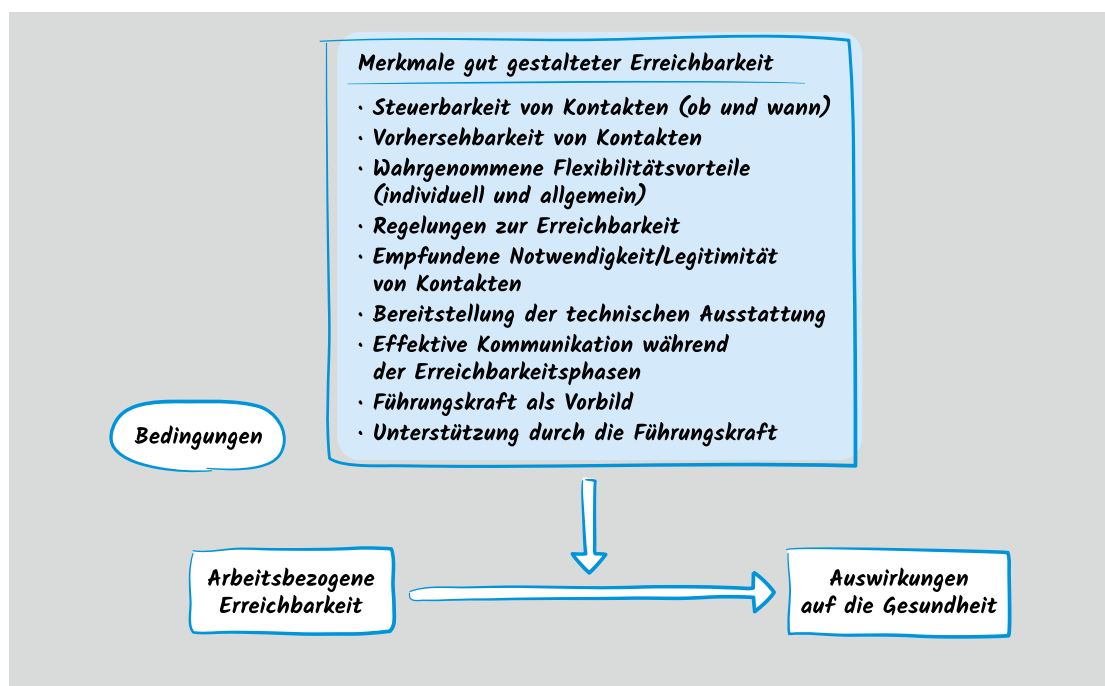 Merkmale gut gestalteter Erreichbarkeit
· Steuerbarkeit von Kontakten (ob und wann)
· Vorhersehbarkeit von Kontakten
· Wahrgenommene Flexibilitätsvorteile
(individuell und allgemein)
· Regelungen zur Erreichbarkeit
· Empfundene Notwendigkeit/Legitimität
von Kontakten
· Bereitstellung der technischen Ausstattung
· Effektive Kommunikation während
der Erreichbarkeitsphasen
· Führungskraft als Vorbild
· Unterstützung durch die Führungskraft
Bedingungen
Arbeitsbezogene
Erreichbarkeit
Auswirkungen
auf die Gesundheit